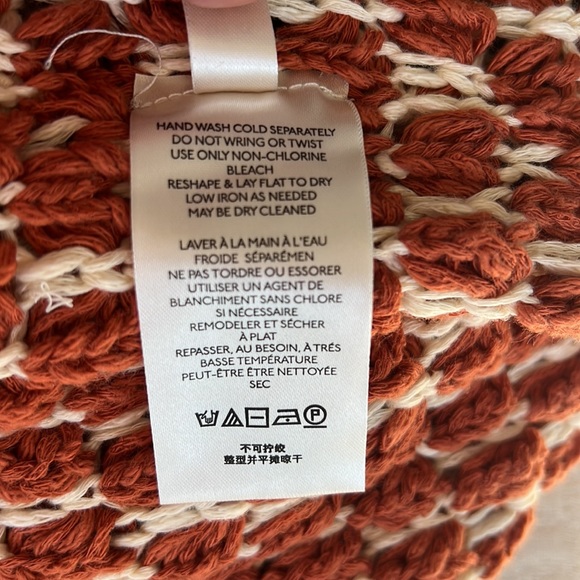 HAND WASH COLD SEPARATELY
DO NOT WRING OR TWIST
USE ONLY NON-CHLORINE
BLEACH
RESHAPE & LAY FLAT TO DRY
LOW IRON AS NEEDED
MAY BE DRY CLEANED
LAVER À LA MAIN À L'EAU
FROIDE SÉPARÉMEN
NE PAS TORDRE OU ESSORER
UTILISER UN AGENT DE
BLANCHIMENT SANS CHLORE
SI NÉCESSAIRE
REMODELER ET SÉCHER
À PLAT
REPASSER, AU BESOIN, À TRÉS
BASSE TEMPÉRATURE
PEUT-ÊTRE ÊTRE NETTOYÉE
SEC
P
不可拧绞
整型并平摊晾干